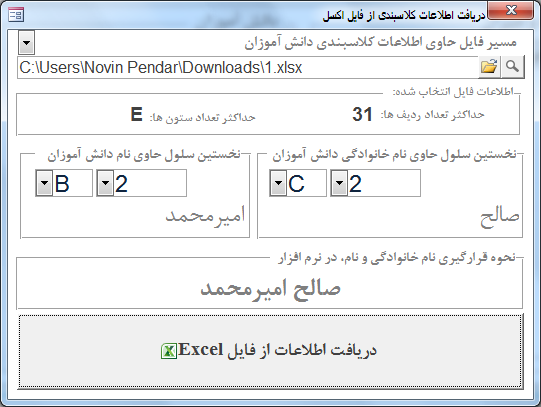 دریافت اطلاعات کلاسبندی از فایل اکسل
مسیر فایل حاوی اطلاعات کلاسبندی دانش آموزان
C:\Users\Novin Pendar\Downloads\1.xlsx
اطلاعات فایل انتخاب شده:
حداکثر تعداد ردیف ها: 31
حداکثر تعداد ستون ها: E
نخستین سلول حاوی نام خانوادگی دانش آموزان
C 2
صالح
نخستین سلول حاوی نام دانش آموزان
B 2
امیرمحمد
نحوه قرارگیری نام خانوادگی و نام، در نرم افزار
صالح امیرمحمد
دریافت اطلاعات از فایل Excel